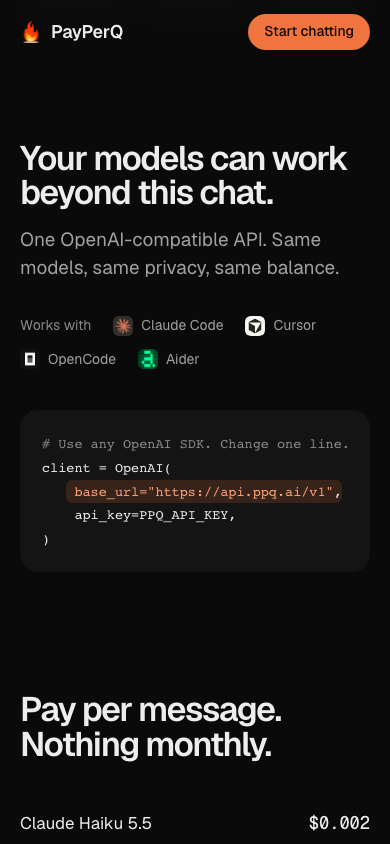 PayPerQ
Start chatting
Your models can work
beyond this chat.
One OpenAI-compatible API. Same
models, same privacy, same balance.
Works with Claude Code Cursor
OpenCode Aider
# Use any OpenAI SDK. Change one line.
client = OpenAI(
base_url="https://api.ppq.ai/v1",
api_key=PPQ_API_KEY,
)
Pay per message.
Nothing monthly.
Claude Haiku 5.5 $0.002